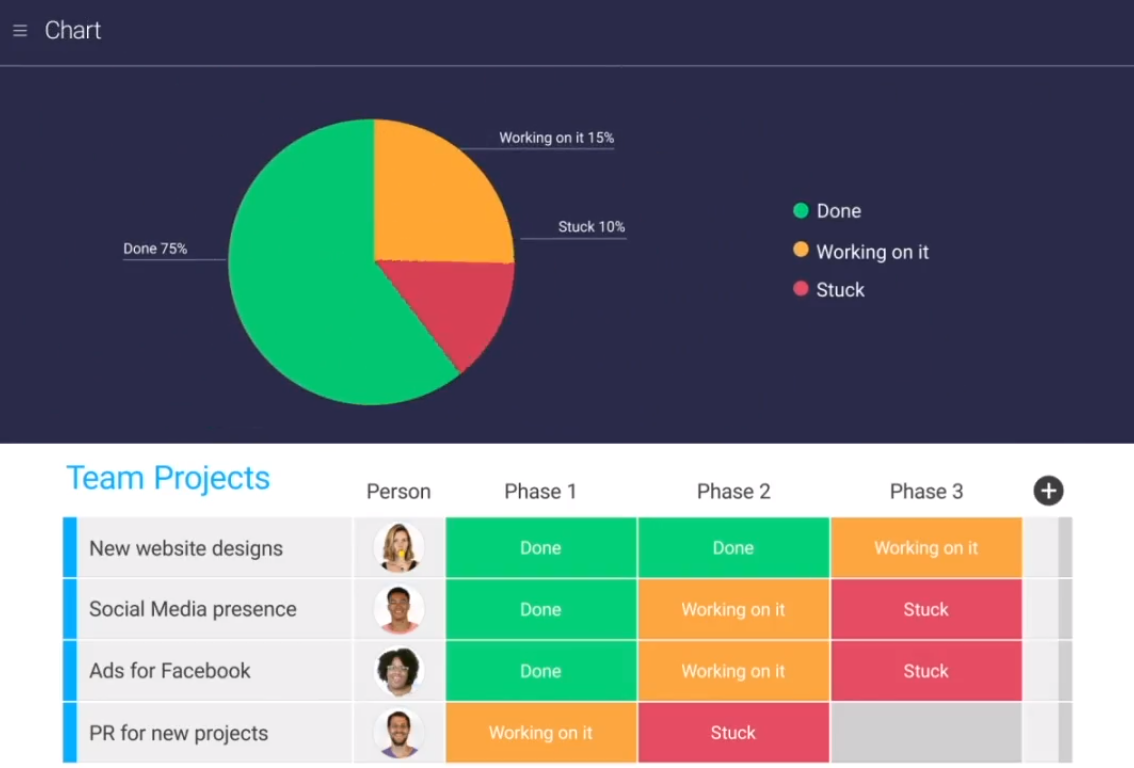 Chart
Working on it 15%
Stuck 10%
Done 75%
Done
Working on it
Stuck
Team Projects
Person Phase 1 Phase 2 Phase 3
New website designs Done Done Working on it
Social Media presence Done Working on it Stuck
Ads for Facebook Done Working on it Stuck
PR for new projects Working on it Stuck